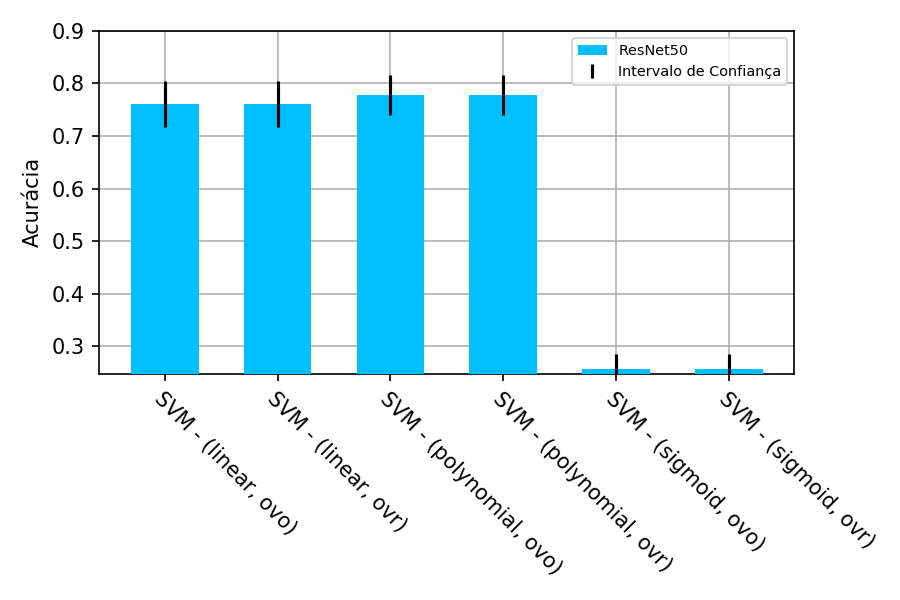 0.9
0.8
0.7
0.6
0.5
0.4
0.3
Acurácia
ResNet50
Intervalo de Confiança
SVM - (linear, ovo)
SVM - (linear, ovr)
SVM - (polynomial, ovo)
SVM - (polynomial, ovr)
SVM - (sigmoid, ovo)
SVM - (sigmoid, ovr)